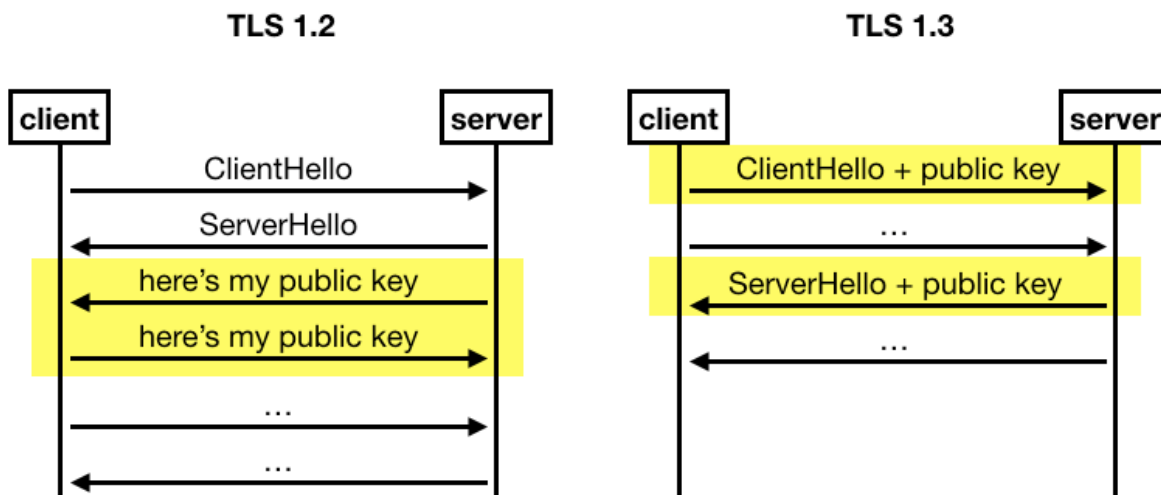 TLS 1.2
client
server
ClientHello
ServerHello
here's my public key
here's my public key
...
...
TLS 1.3
client
server
ClientHello + public key
...
ServerHello + public key
...